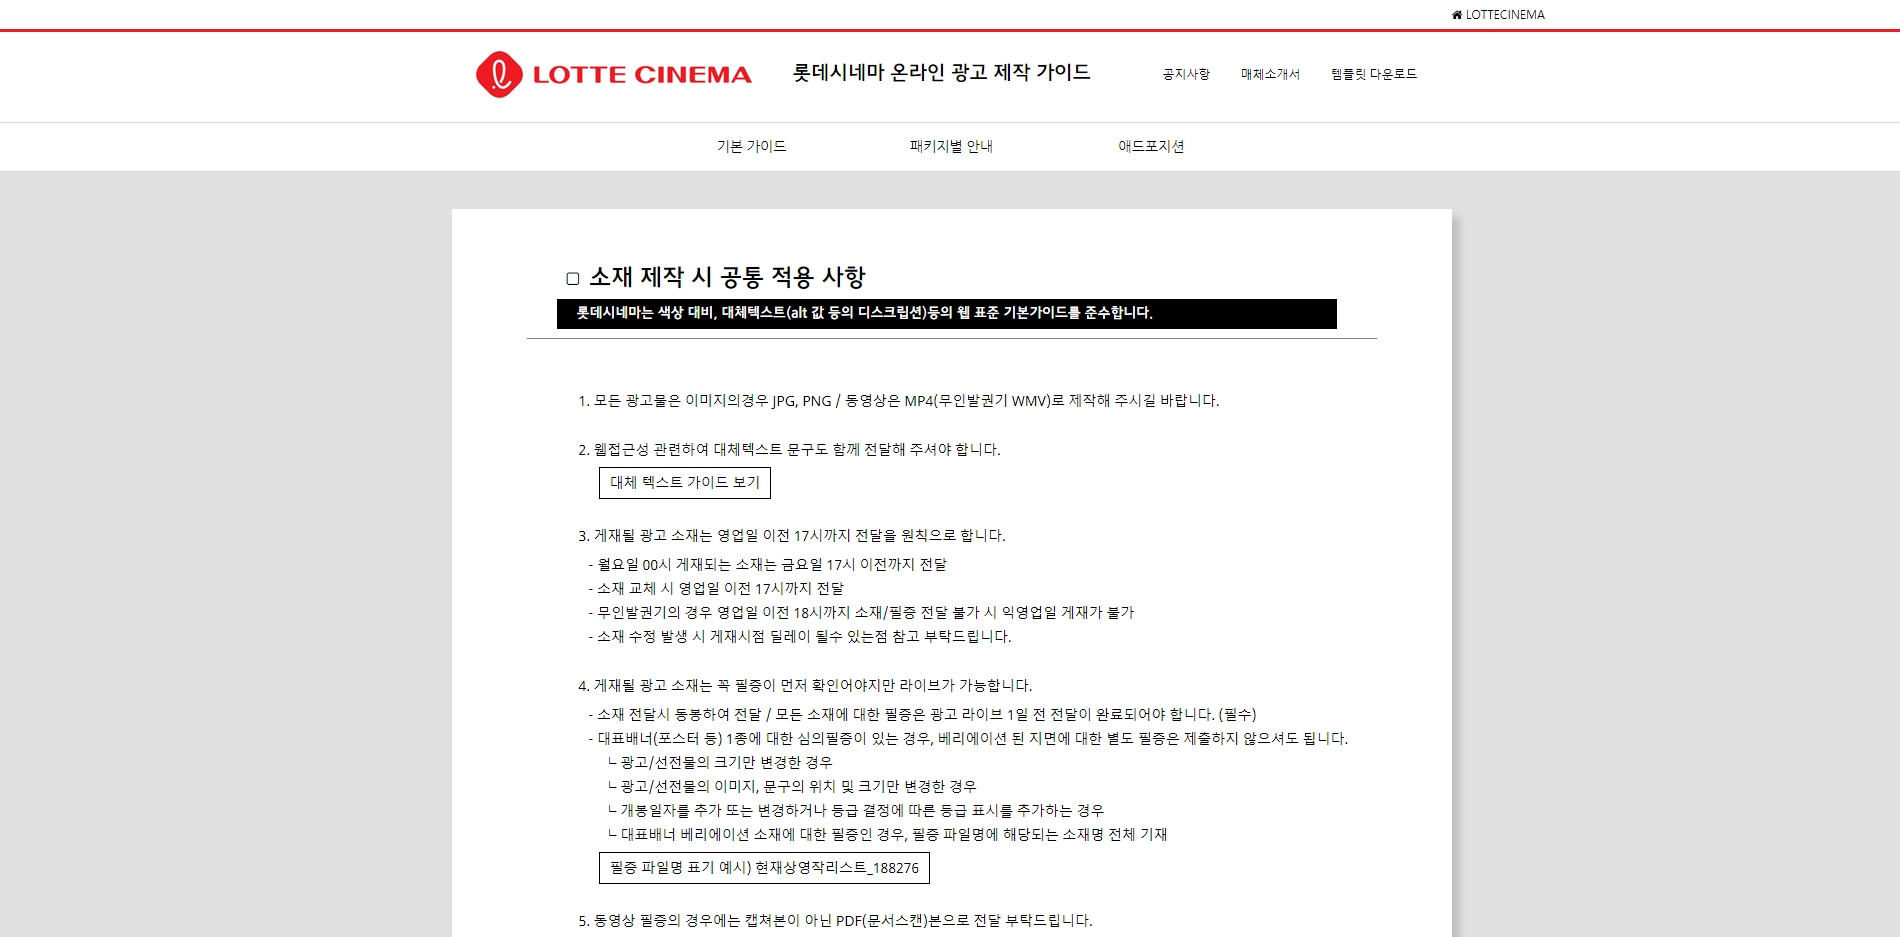 LOTTECINEMA
LOTTE CINEMA
롯데시네마 온라인 광고 제작 가이드
공지사항
매체소개서
템플릿 다운로드
기본 가이드
패키지별 안내
애드포지션
소재 제작 시 공통 적용 사항
롯데시네마는 색상 대비, 대체텍스트(alt 값 등의 디스크립션)등의 웹 표준 기본가이드를 준수합니다.
1. 모든 광고물은 이미지의경우 JPG, PNG / 동영상은 MP4(무인발권기 WMV)로 제작해 주시길 바랍니다.
2. 웹접근성 관련하여 대체텍스트 문구도 함께 전달해 주셔야 합니다.
대체 텍스트 가이드 보기
3. 게재될 광고 소재는 영업일 이전 17시까지 전달을 원칙으로 합니다.
- 월요일 00시 게재되는 소재는 금요일 17시 이전까지 전달
- 소재 교체 시 영업일 이전 17시까지 전달
- 무인발권기의 경우 영업일 이전 18시까지 소재/필증 전달 불가 시 익영업일 게재가 불가
- 소재 수정 발생 시 게재시점 딜레이 될수 있는점 참고 부탁드립니다.
4. 게재될 광고 소재는 꼭 필증이 먼저 확인어야지만 라이브가 가능합니다.
- 소재 전달시 동봉하여 전달 / 모든 소재에 대한 필증은 광고 라이브 1일 전 전달이 완료되어야 합니다. (필수)
- 대표배너(포스터 등) 1종에 대한 심의필증이 있는 경우, 베리에이션 된 지면에 대한 별도 필증은 제출하지 않으셔도 됩니다.
ㄴ광고/선전물의 크기만 변경한 경우
ㄴ광고/선전물의 이미지, 문구의 위치 및 크기만 변경한 경우
ㄴ개봉일자를 추가 또는 변경하거나 등급 결정에 따른 등급 표시를 추가하는 경우
ㄴ대표배너 베리에이션 소재에 대한 필증인 경우, 필증 파일명에 해당되는 소재명 전체 기재
필증 파일명 표기 예시) 현재상영작리스트_188276
5. 동영상 필증의 경우에는 캡쳐본이 아닌 PDF(문서스캔)본으로 전달 부탁드립니다.